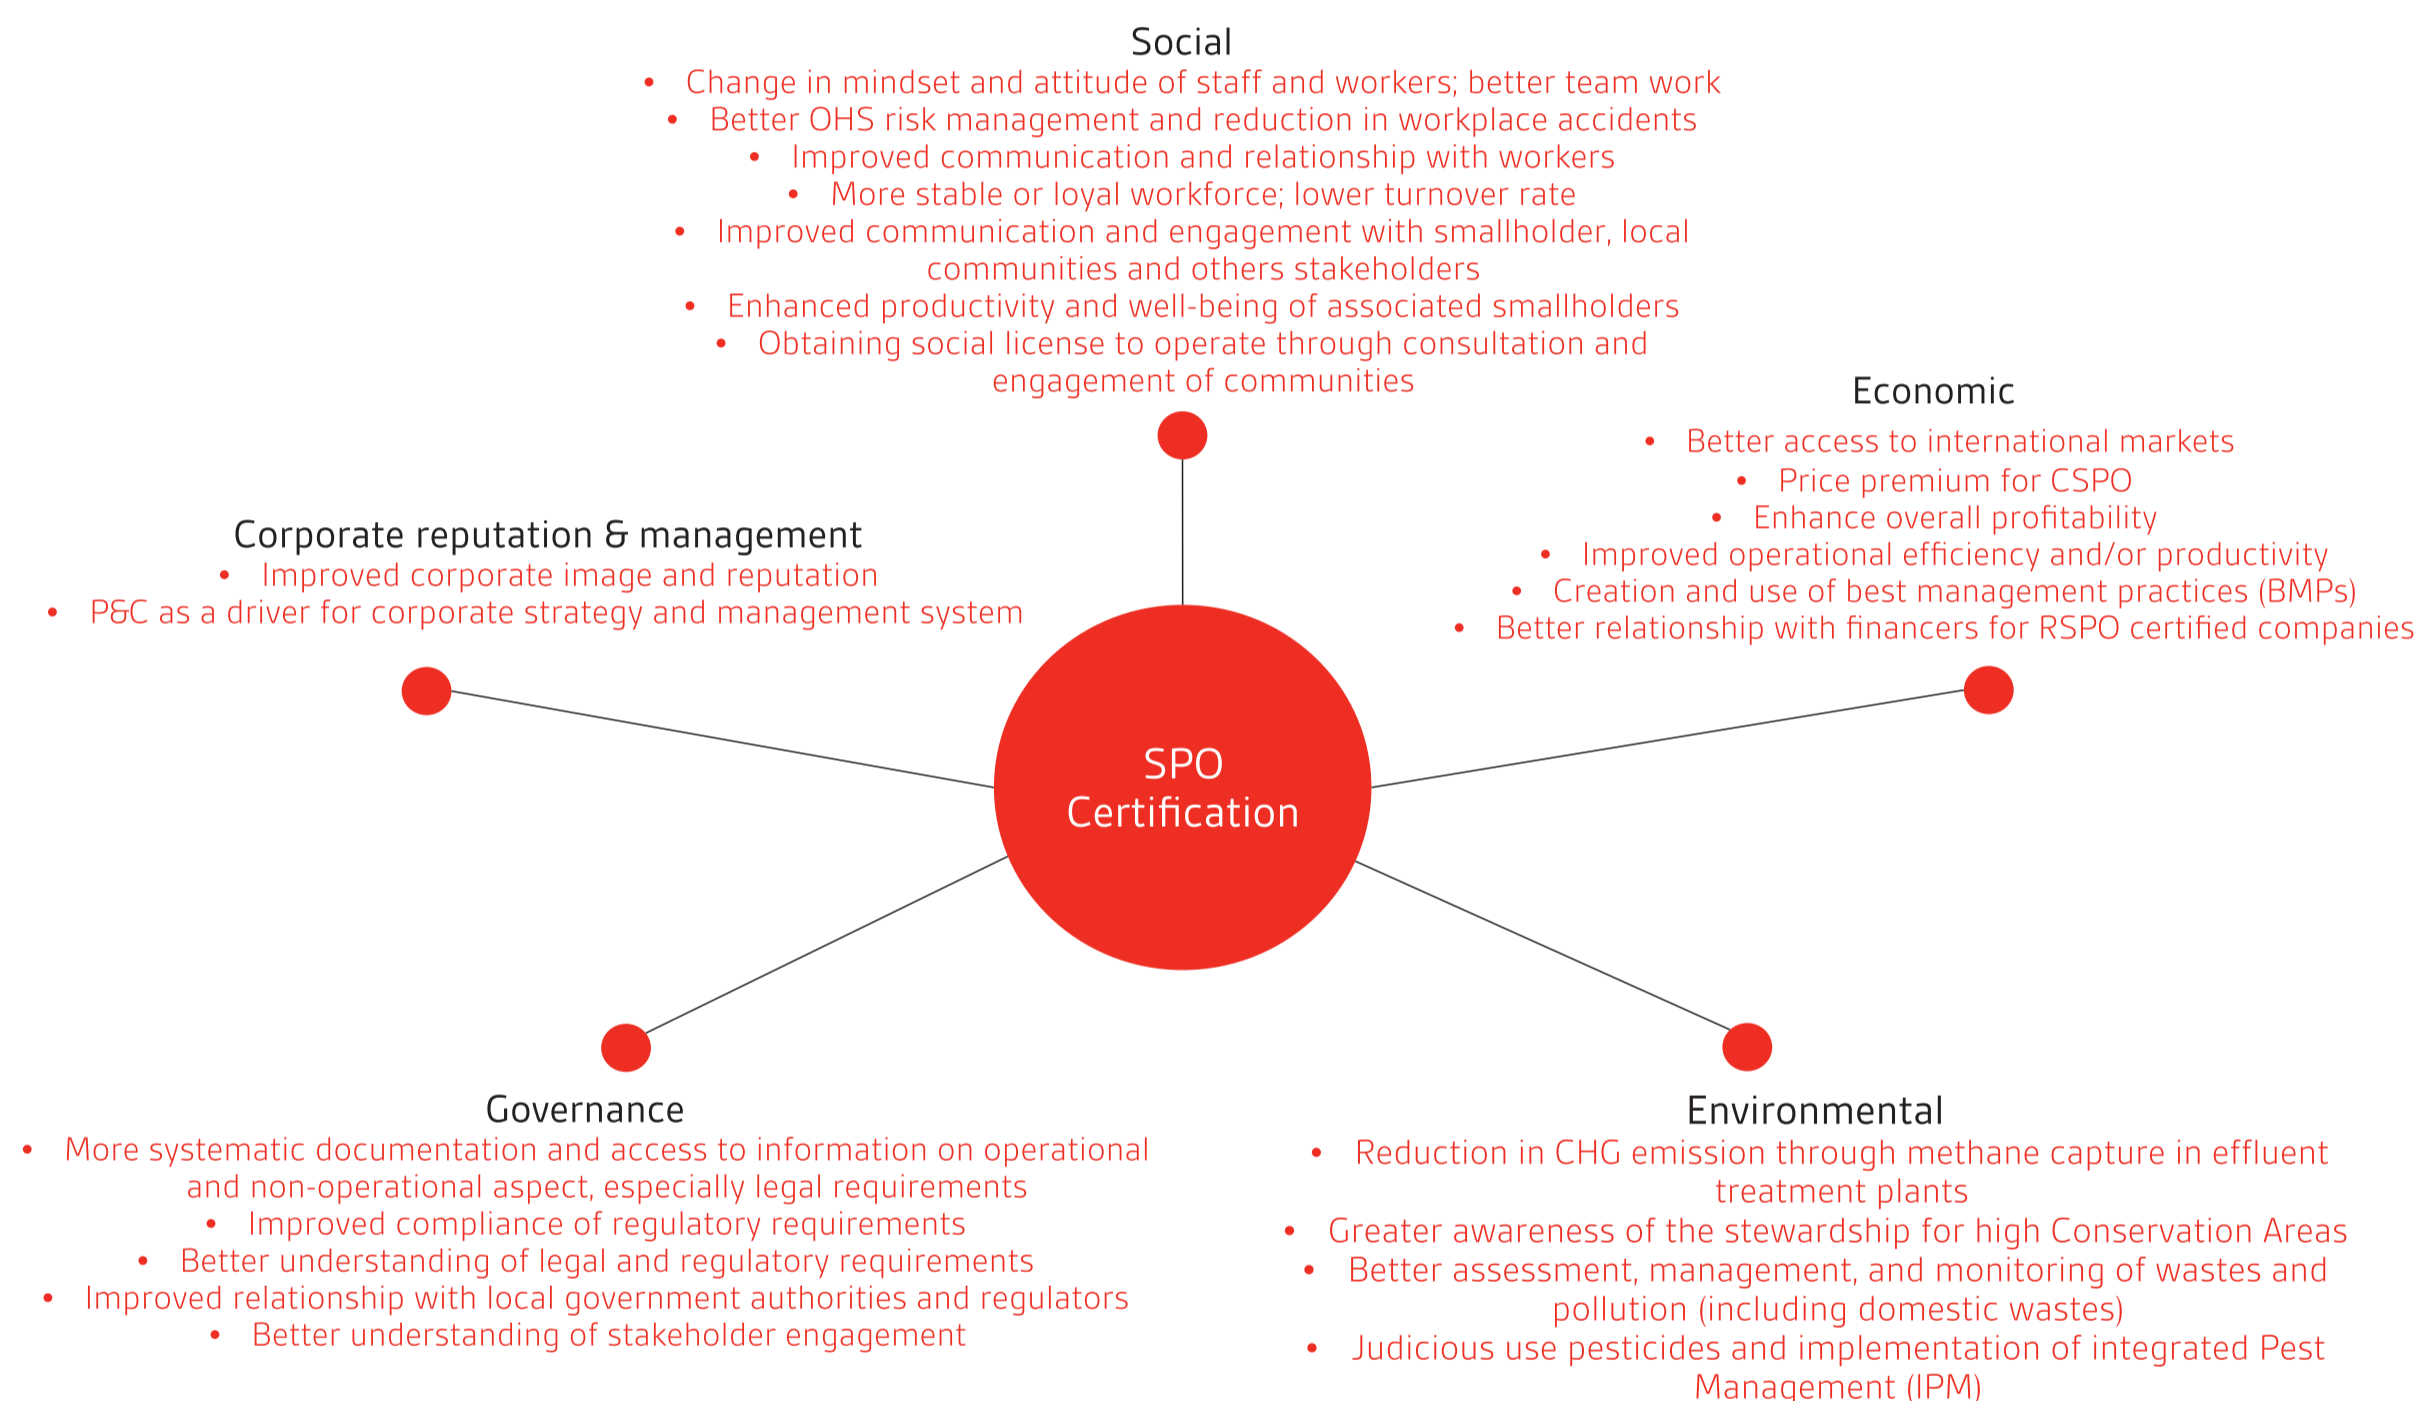 Social
• Change in mindset and attitude of staff and workers; better team work
• Better OHS risk management and reduction in workplace accidents
• Improved communication and relationship with workers
• More stable or loyal workforce; lower turnover rate
• Improved communication and engagement with smallholder, local
communities and others stakeholders
• Enhanced productivity and well-being of associated smallholders
• Obtaining social license to operate through consultation and
engagement of communities
Economic
• Better access to international markets
• Price premium for CSPO
• Enhance overall profitability
• Improved operational efficiency and/or productivity
• Creation and use of best management practices (BMPs)
• Better relationship with financers for RSPO certified companies
Corporate reputation & management
• Improved corporate image and reputation
• P&C as a driver for corporate strategy and management system
SPO
Certification
Governance
• More systematic documentation and access to information on operational
and non-operational aspect, especially legal requirements
• Improved compliance of regulatory requirements
• Better understanding of legal and regulatory requirements
• Improved relationship with local government authorities and regulators
• Better understanding of stakeholder engagement
Environmental
• Reduction in CHG emission through methane capture in effluent
treatment plants
• Greater awareness of the stewardship for high Conservation Areas
• Better assessment, management, and monitoring of wastes and
pollution (including domestic wastes)
• Judicious use pesticides and implementation of integrated Pest
Management (IPM)